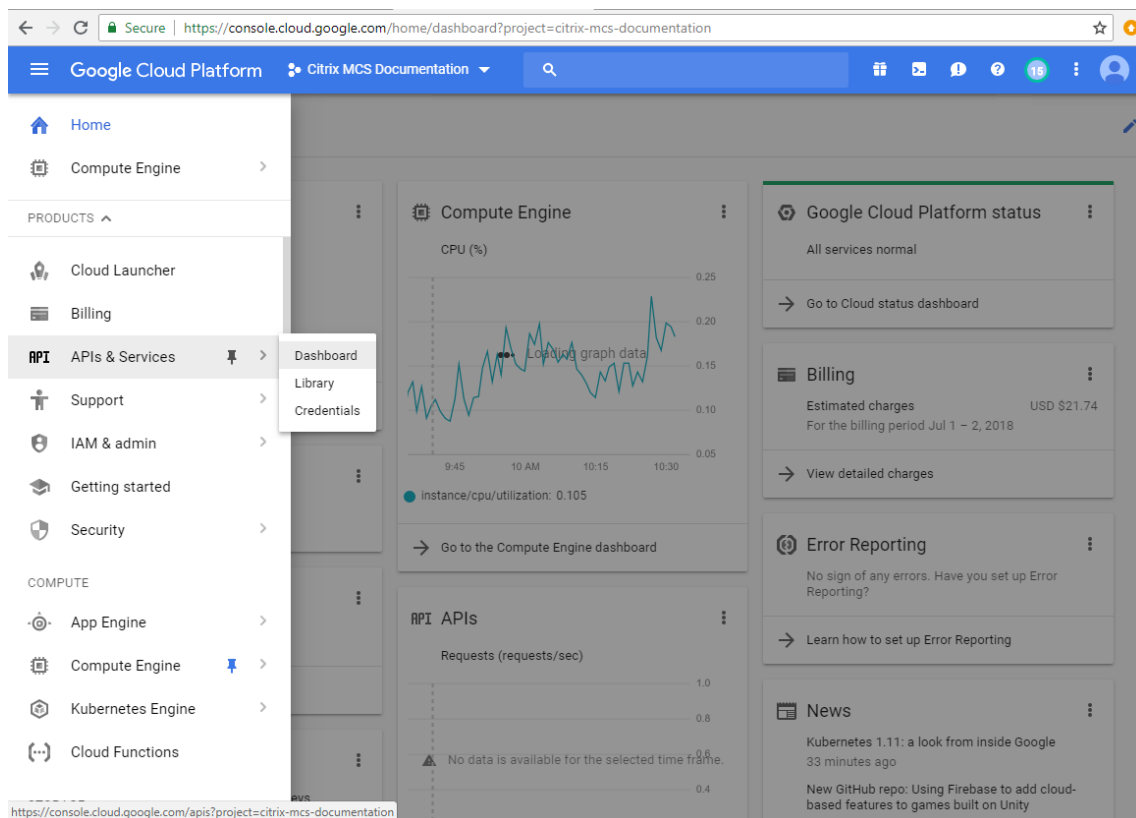 Secure | https://console.cloud.google.com/home/dashboard?project=citrix-mcs-documentation
Google Cloud Platform
Citrix MCS Documentation
15
Home
Compute Engine
PRODUCTS
Cloud Launcher
Billing
API APIs & Services
Dashboard
Library
Credentials
Support
IAM & admin
Getting started
Security
COMPUTE
App Engine
Compute Engine
Kubernetes Engine
Cloud Functions
https://console.cloud.google.com/apis?project=citrix-mcs-documentation
Compute Engine
CPU (%)
0.25
0.20
Loading graph data
0.15
0.10
0.05
9:45 10 AM 10:15 10:30
instance/cpu/utilization: 0.105
Go to the Compute Engine dashboard
API APIs
Requests (requests/sec)
1.0
0.8
0.6
No data is available for the selected time frame.
0.4
Google Cloud Platform status
All services normal
Go to Cloud status dashboard
Billing
Estimated charges USD $21.74
For the billing period Jul 1 – 2, 2018
View detailed charges
Error Reporting
No sign of any errors. Have you set up Error
Reporting?
Learn how to set up Error Reporting
News
Kubernetes 1.11: a look from inside Google
33 minutes ago
New GitHub repo: Using Firebase to add cloud-
based features to games built on Unity